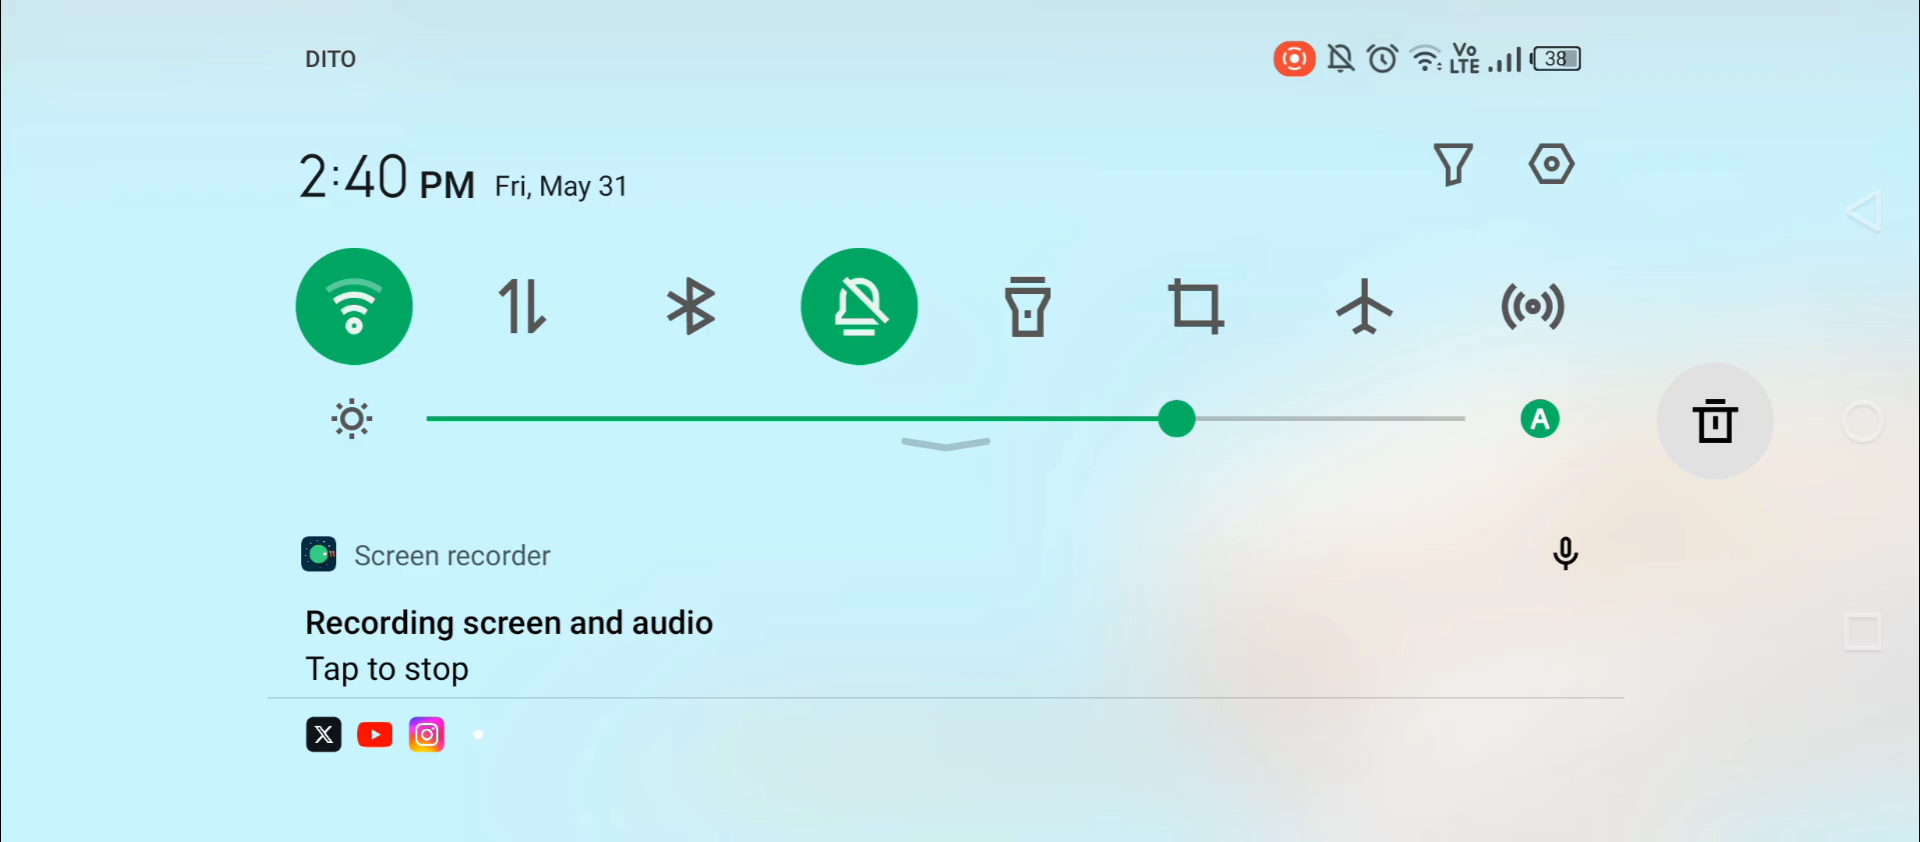 DITO
Vo
LTE
38
2:40 PM Fri, May 31
A
Screen recorder
Recording screen and audio
Tap to stop